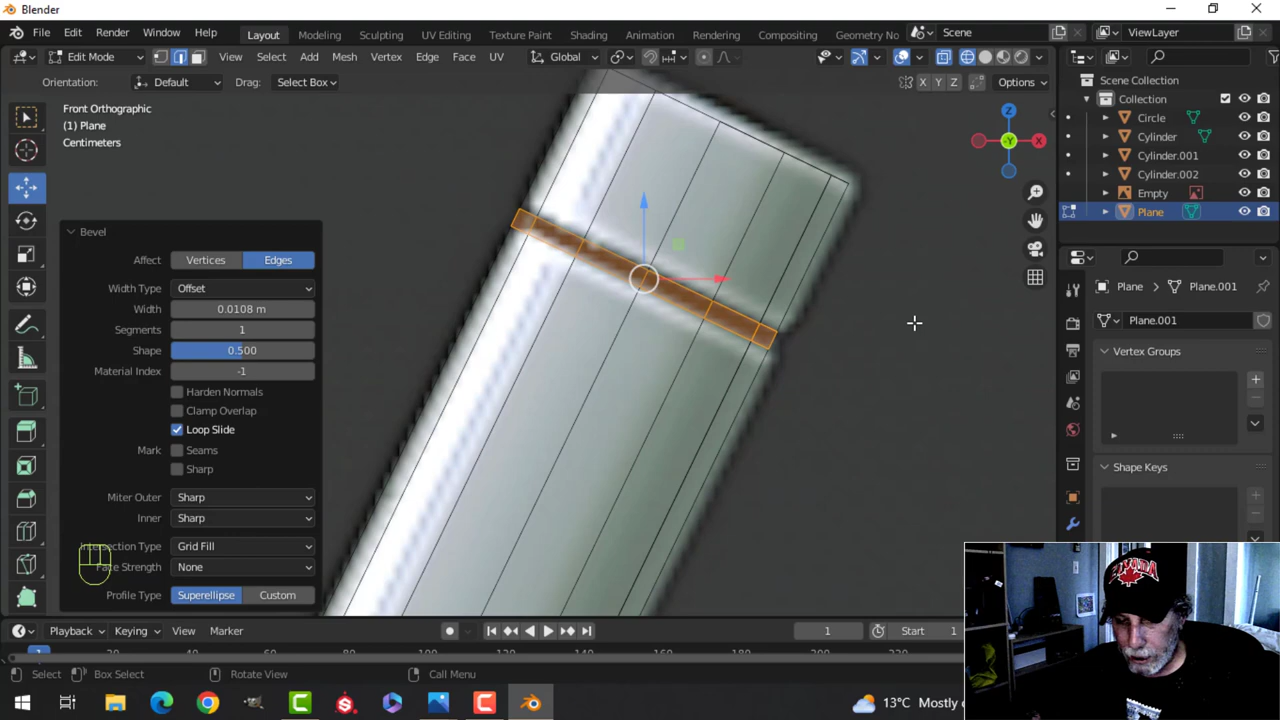 Blender
File Edit Render Window Help Layout Modeling Sculpting UV Editing Texture Paint Shading Animation Rendering Compositing Geometry No Scene ViewLayer
Edit Mode View Select Add Mesh Vertex Edge Face UV Global
Orientation: Default Drag: Select Box X Y Z Options
Scene Collection
Collection
Circle
Cylinder
Cylinder.001
Cylinder.002
Empty
Plane
Front Orthographic
(1) Plane
Centimeters
Z
-Y
X
Bevel
Affect Vertices Edges
Width Type Offset
Width 0.0108 m
Segments 1
Shape 0.500
Material Index -1
Harden Normals
Clamp Overlap
Loop Slide
Mark Seams
Sharp
Miter Outer Sharp
Inner Sharp
Intersection Type Grid Fill
Face Strength None
Profile Type Superellipse Custom
Plane Plane.001
Plane.001
Vertex Groups
Shape Keys
Playback Keying View Marker 1 Start 1
Select Box Select Rotate View Call Menu
13°C Mostly c